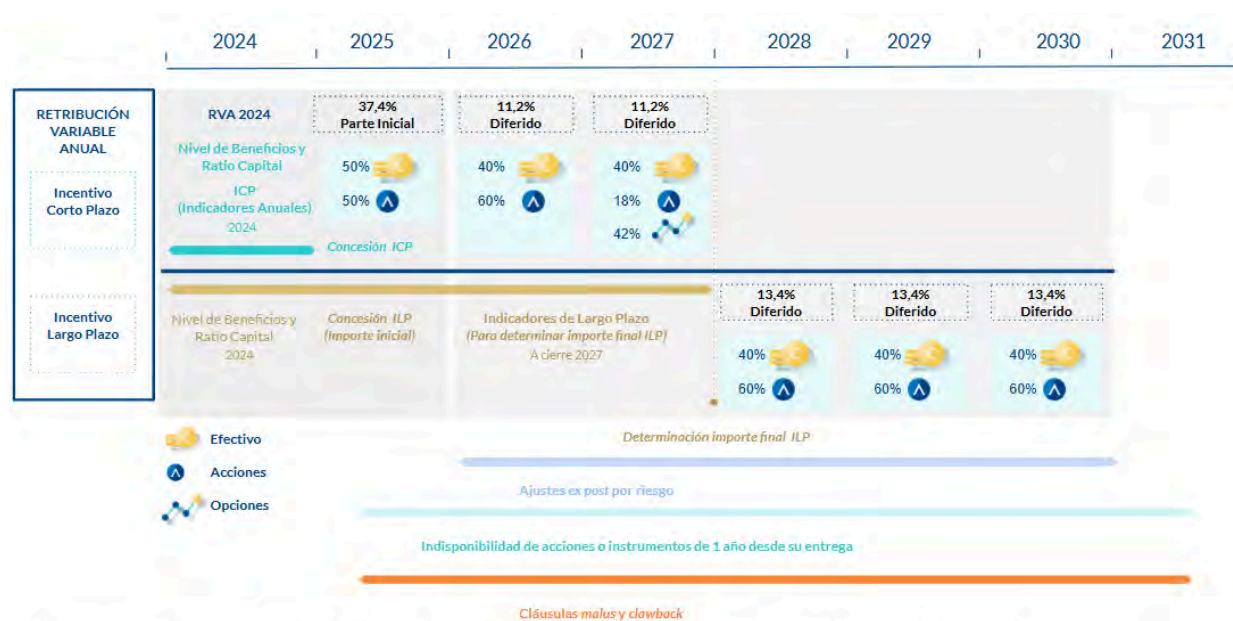 2024 2025 2026 2027 2028 2029 2030 2031
RETRIBUCIÓN
VARIABLE
ANUAL
Incentivo
Corto Plazo
Incentivo
Largo Plazo
RVA 2024
Nivel de Beneficios y
Ratio Capital
ICP
(Indicadores Anuales)
2024
37,4%
Parte Inicial
50%
50%
Concesión ICP
11,2%
Diferido
40%
60%
11,2%
Diferido
40%
18%
42%
Nivel de Beneficios y
Ratio Capital
2024
Concesión ILP
(Importe inicial)
Indicadores de Largo Plazo
(Para determinar importe final ILP)
A cierre 2027
13,4%
Diferido
40%
60%
13,4%
Diferido
40%
60%
13,4%
Diferido
40%
60%
Efectivo
Acciones
Opciones
Determinación importe final ILP
Ajustes ex post por riesgo
Indisponibilidad de acciones o instrumentos de 1 año desde su entrega
Cláusulas malus y clawback